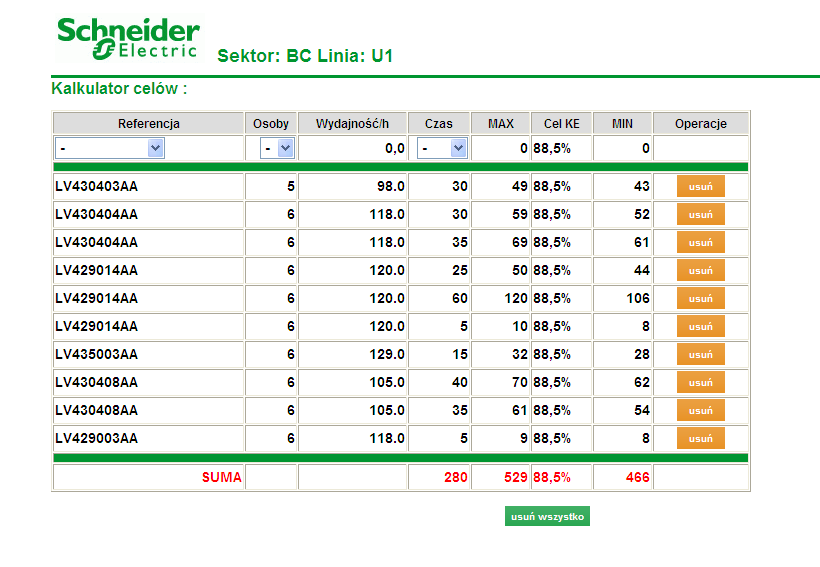 Schneider
Electric
Sektor: BC Linia: U1
Kalkulator celów :
Referencja Osoby Wydajność/h Czas MAX Cel KE MIN Operacje
- - 0,0 - 0 88,5% 0
LV430403AA 5 98.0 30 49 88,5% 43 usuń
LV430404AA 6 118.0 30 59 88,5% 52 usuń
LV430404AA 6 118.0 35 69 88,5% 61 usuń
LV429014AA 6 120.0 25 50 88,5% 44 usuń
LV429014AA 6 120.0 60 120 88,5% 106 usuń
LV429014AA 6 120.0 5 10 88,5% 8 usuń
LV435003AA 6 129.0 15 32 88,5% 28 usuń
LV430408AA 6 105.0 40 70 88,5% 62 usuń
LV430408AA 6 105.0 35 61 88,5% 54 usuń
LV429003AA 6 118.0 5 9 88,5% 8 usuń
SUMA 280 529 88,5% 466
usuń wszystko